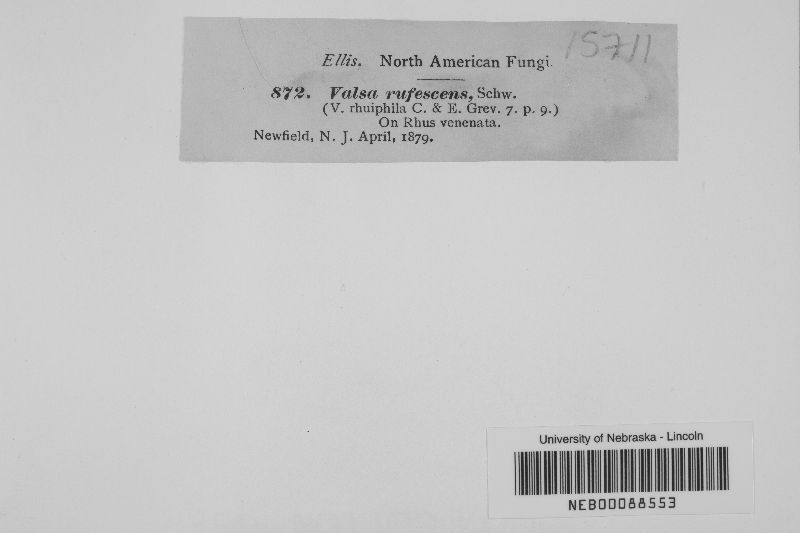 15711
Ellis. North American Fungi.
872. Valsa rufescens, Schw.
(V. rhuiphila C. & E. Grev. 7. p. 9.)
On Rhus venenata.
Newfield, N. J. April, 1879.
University of Nebraska - Lincoln
NEB00088553